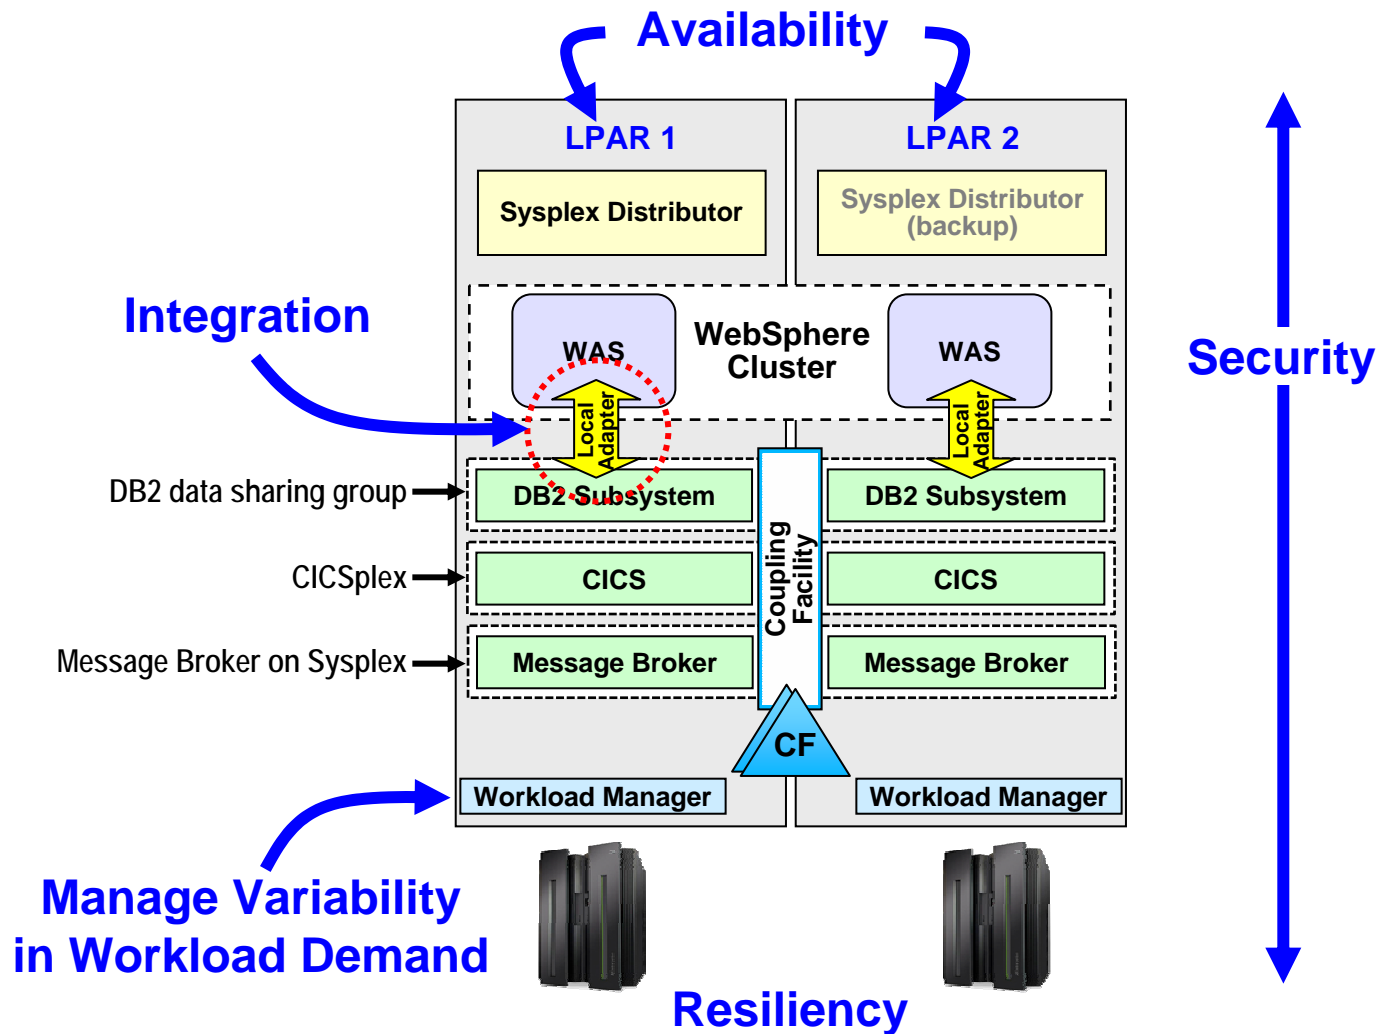 Availability
LPAR 1
LPAR 2
Sysplex Distributor
Sysplex Distributor
(backup)
Integration
WAS
WebSphere
Cluster
WAS
Security
Local
Adapter
Local
Adapter
DB2 data sharing group
DB2 Subsystem
DB2 Subsystem
Coupling
Facility
CICSplex
CICS
CICS
Message Broker on Sysplex
Message Broker
Message Broker
CF
Workload Manager
Workload Manager
Manage Variability
in Workload Demand
Resiliency